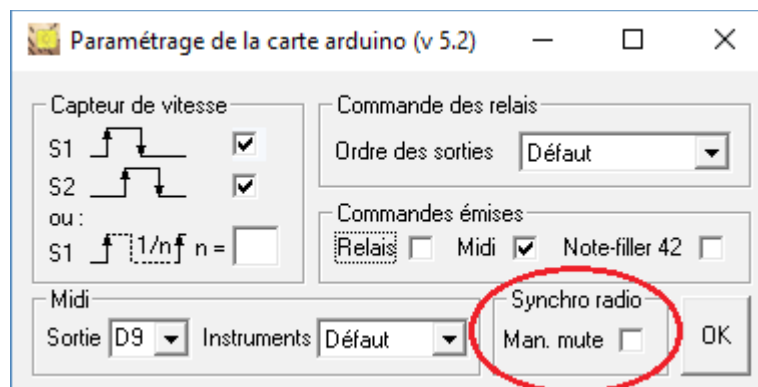 Paramétrage de la carte arduino (v 5.2)
Capteur de vitesse
S1
S2
ou :
S1 1/n n =
Commande des relais
Ordre des sorties Défaut
Commandes émises
Relais Midi Note-filler 42
Midi
Sortie D9 Instruments Défaut
Synchro radio
Man. mute
OK